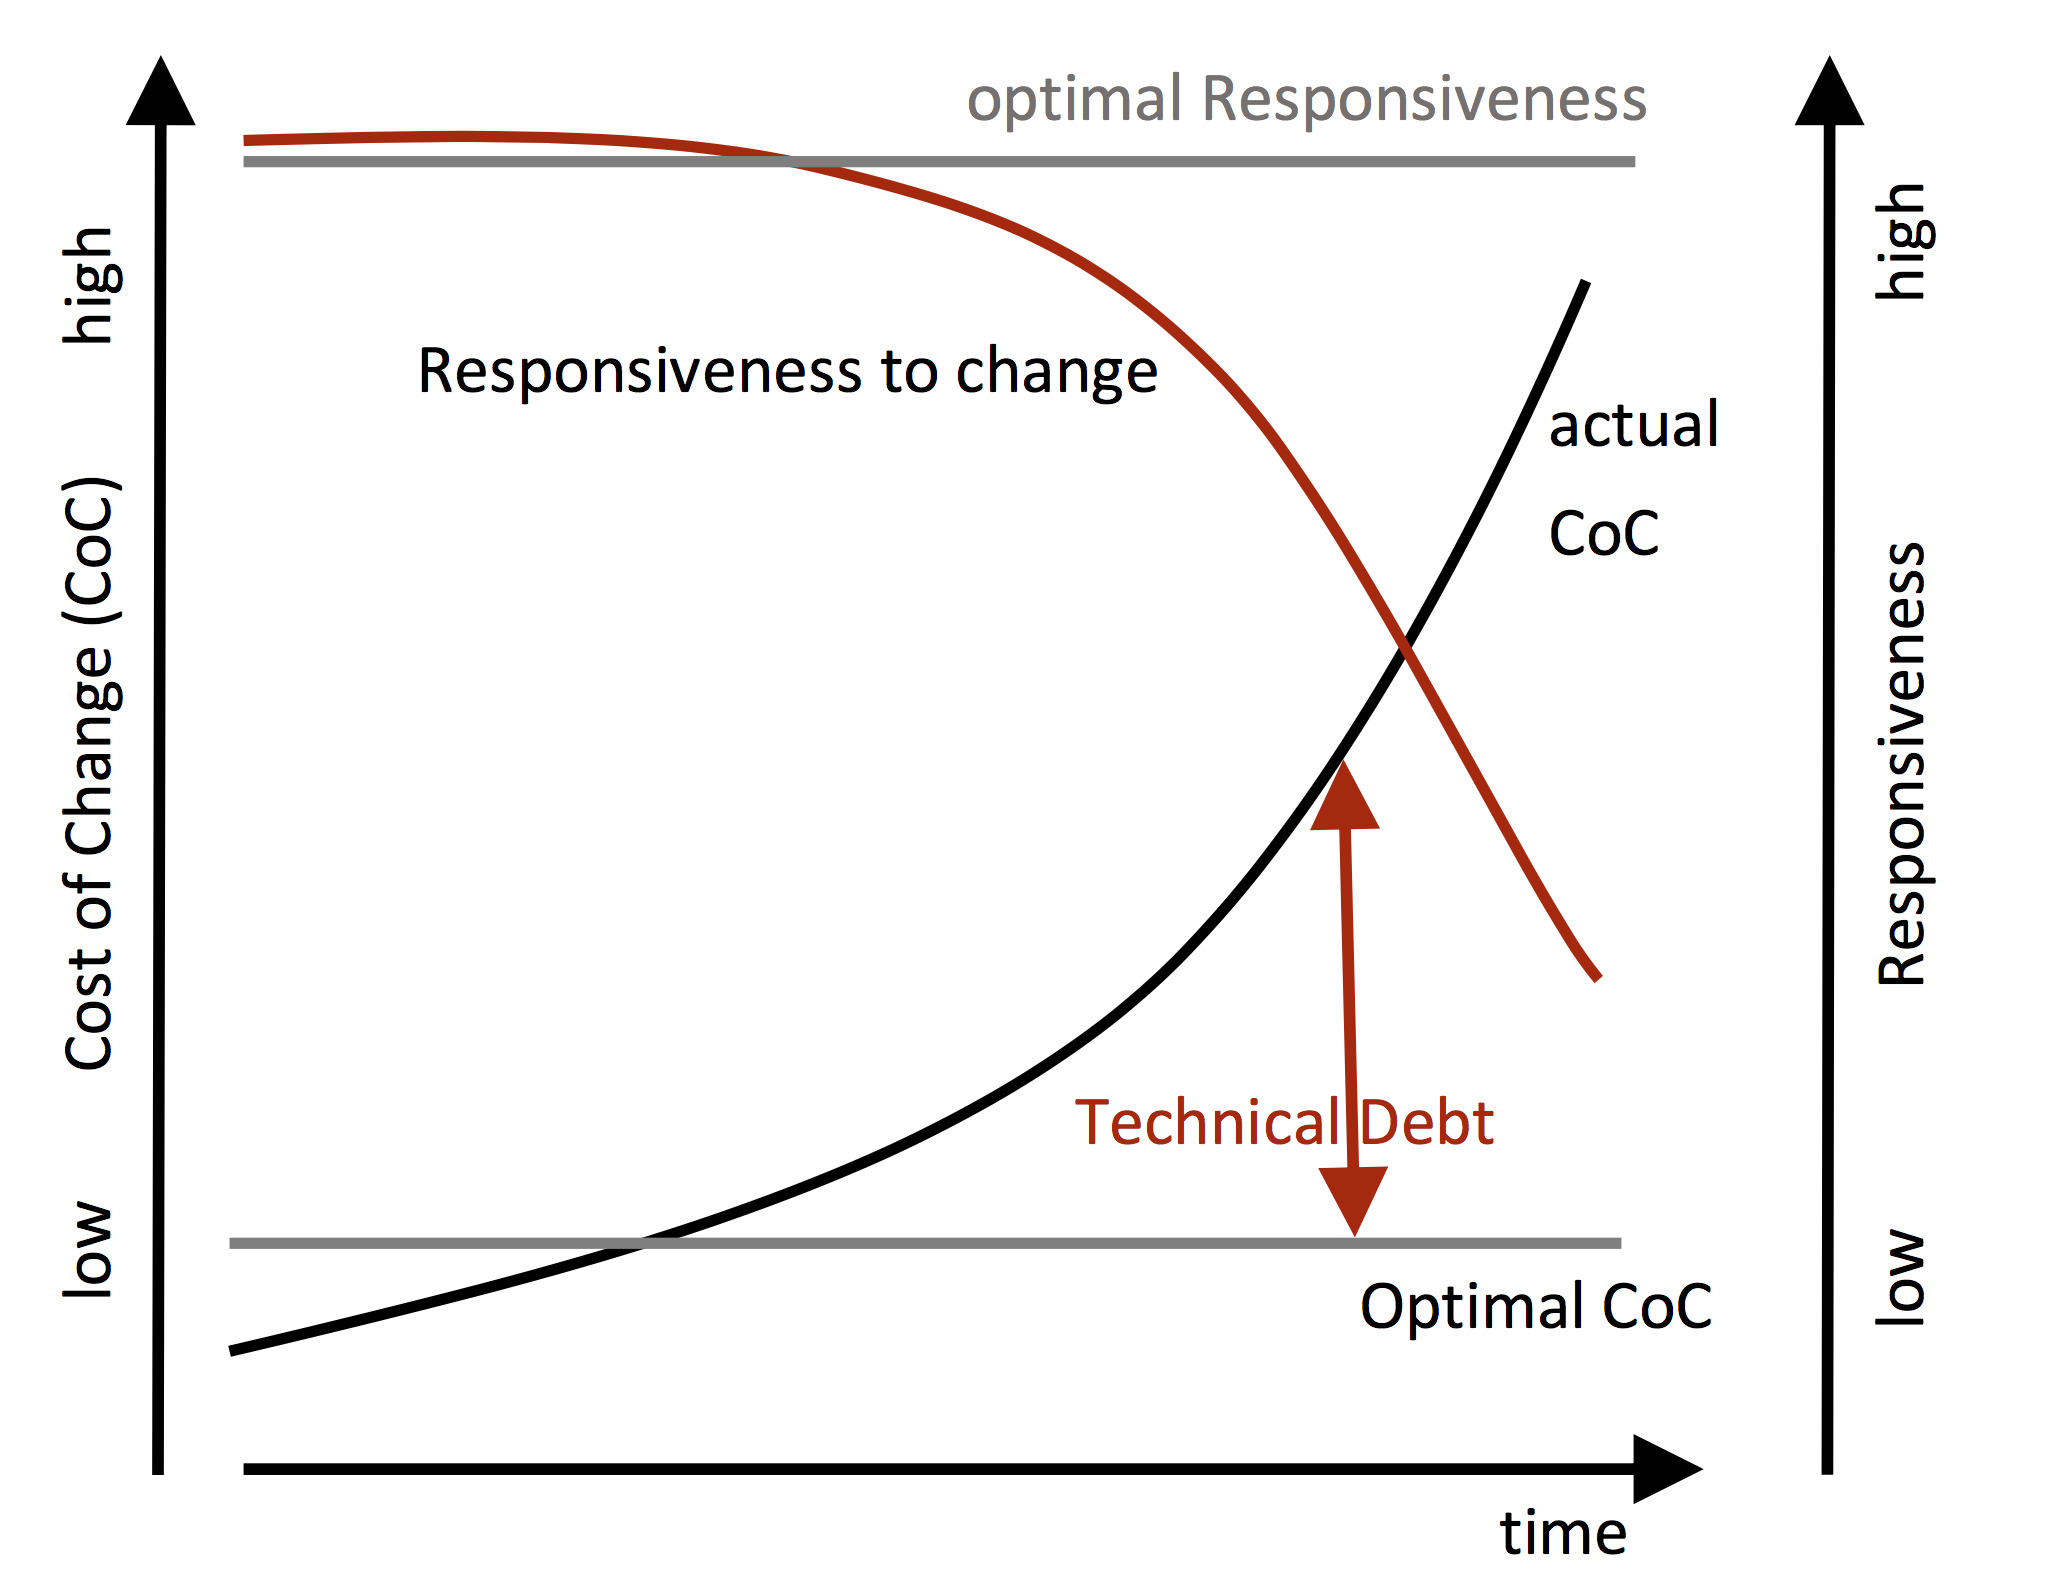 optimal Responsiveness
high
high
Responsiveness to change
actual
CoC
Cost of Change (CoC)
Responsiveness
Technical Debt
low
low
Optimal CoC
time